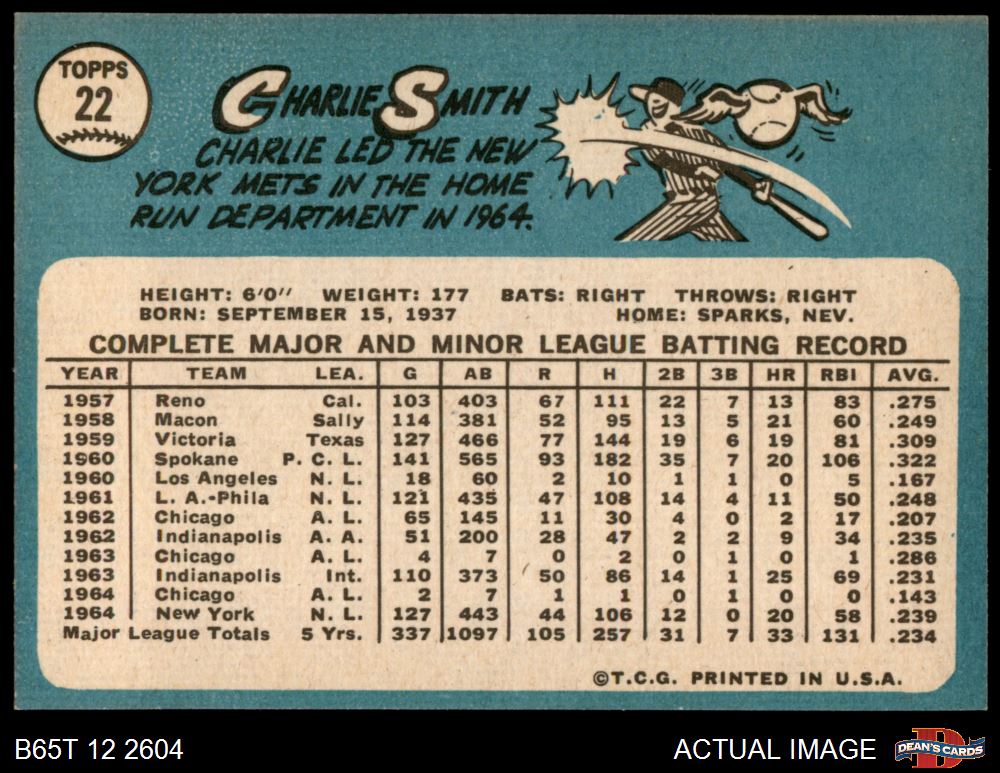 TOPPS
22
CHARLIE SMITH
CHARLIE LED THE NEW
YORK METS IN THE HOME
RUN DEPARTMENT IN 1964.
HEIGHT: 6'0" WEIGHT: 177 BATS: RIGHT THROWS: RIGHT
BORN: SEPTEMBER 15, 1937 HOME: SPARKS, NEV.
COMPLETE MAJOR AND MINOR LEAGUE BATTING RECORD
YEAR TEAM LEA. G AB R H 2B 3B HR RBI AVG.
1957 Reno Cal. 103 403 67 111 22 7 13 83 .275
1958 Macon Sally 114 381 52 95 13 5 21 60 .249
1959 Victoria Texas 127 466 77 144 19 6 19 81 .309
1960 Spokane P. C. L. 141 565 93 182 35 7 20 106 .322
1960 Los Angeles N. L. 18 60 2 10 1 1 0 5 .167
1961 L. A.-Phila N. L. 121 435 47 108 14 4 11 50 .248
1962 Chicago A. L. 65 145 11 30 4 0 2 17 .207
1962 Indianapolis A. A. 51 200 28 47 2 2 9 34 .235
1963 Chicago A. L. 4 7 0 2 0 1 0 1 .286
1963 Indianapolis Int. 110 373 50 86 14 1 25 69 .231
1964 Chicago A. L. 2 7 1 1 0 1 0 0 .143
1964 New York N. L. 127 443 44 106 12 0 20 58 .239
Major League Totals 5 Yrs. 337 1097 105 257 31 7 33 131 .234
©T.C.G. PRINTED IN U.S.A.
B65T 12 2604 ACTUAL IMAGE D DEAN'S CARDS